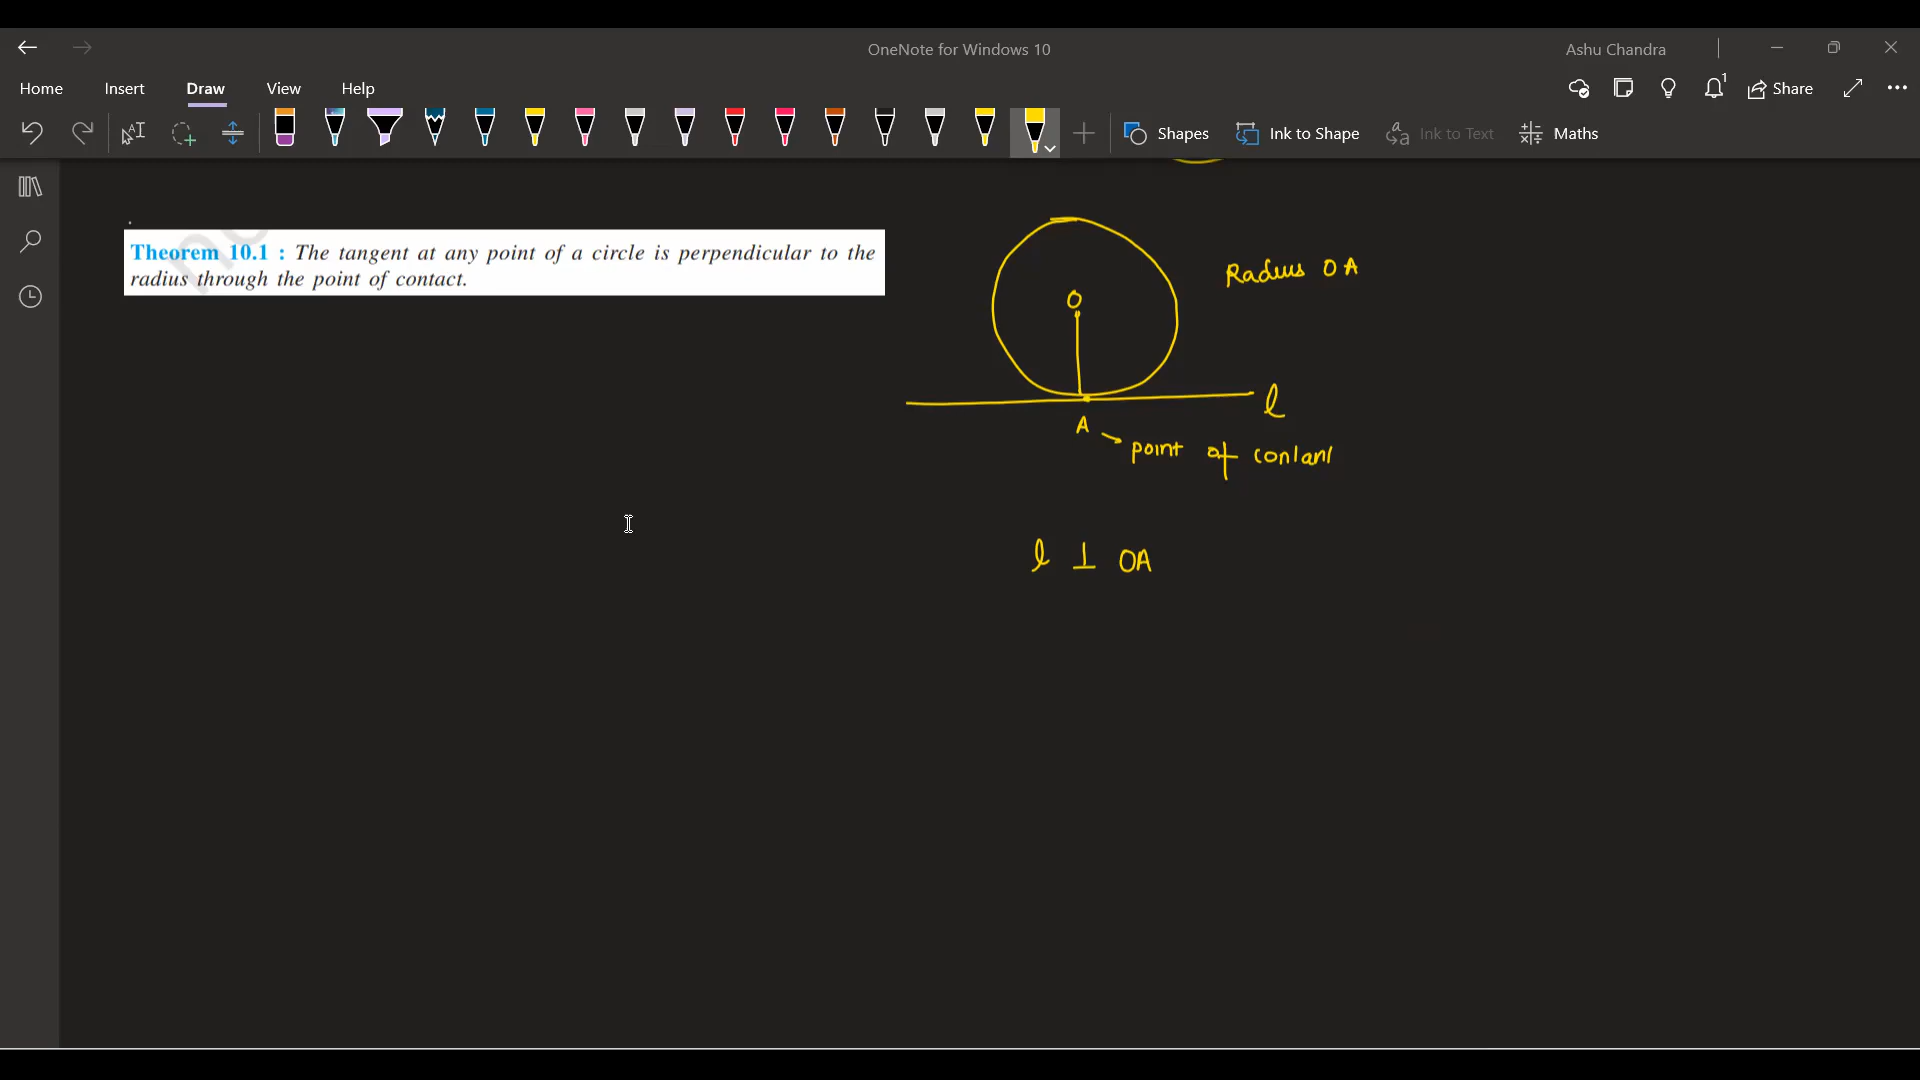 OneNote for Windows 10
Ashu Chandra
Home Insert Draw View Help
1
Share
Shapes Ink to Shape Ink to Text Maths
Theorem 10.1 : The tangent at any point of a circle is perpendicular to the
radius through the point of contact.
Radius OA
O
l
A
point of contant
l ⊥ OA